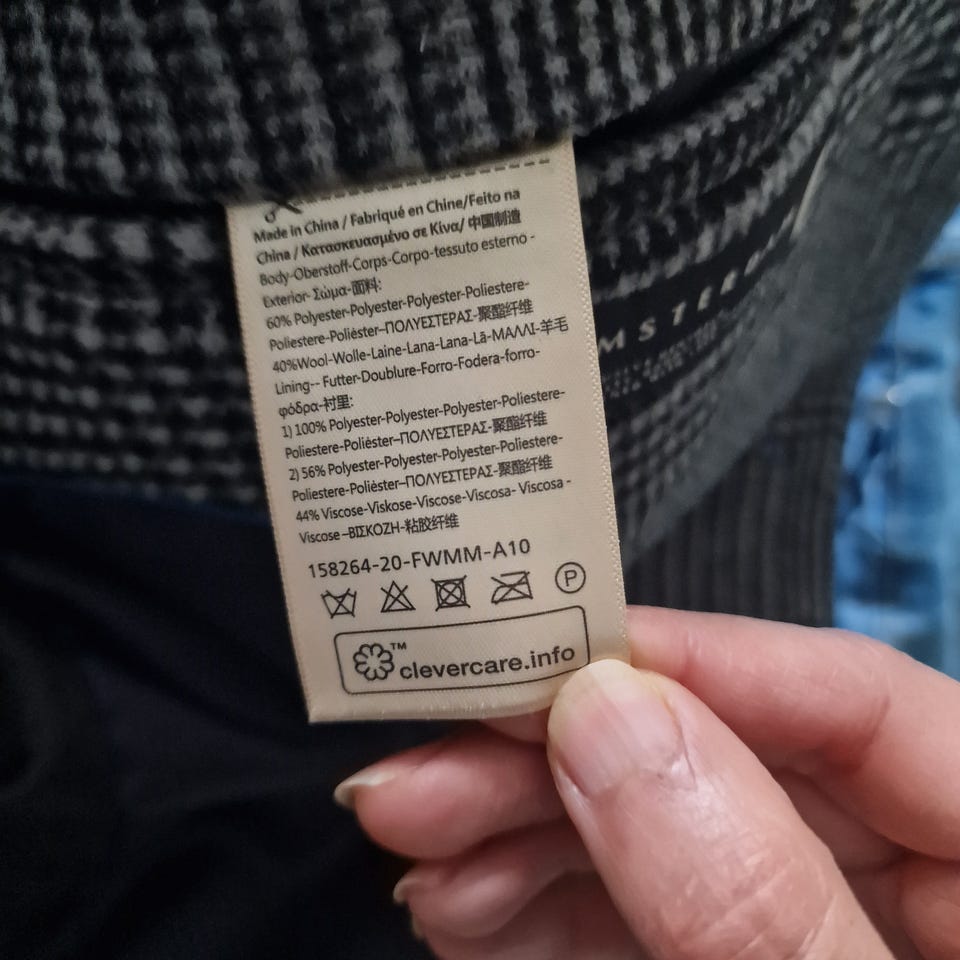 Made in China / Fabriqué en Chine/Feito na
China / Κατασκευασμένο σε Κίνα/ 中国制造
Body-Oberstoff-Corps-Corpo-tessuto esterno -
Exterior- Σώμα-面料:
60% Polyester-Polyester-Polyester-Poliestere-
Poliestere-Polièster–ΠΟΛΥΕΣΤΕΡΑΣ-聚酯纤维
40%Wool-Wolle-Laine-Lana-Lana-Lã-ΜΑΛΛΙ-羊毛
Lining-- Futter-Doublure-Forro-Fodera-forro-
φόδρα-衬里:
1) 100% Polyester-Polyester-Polyester-Poliestere-
Poliestere-Polièster–ΠΟΛΥΕΣΤΕΡΑΣ-聚酯纤维
2) 56% Polyester-Polyester-Polyester-Poliestere-
Poliestere-Polièster–ΠΟΛΥΕΣΤΕΡΑΣ-聚酯纤维
44% Viscose-Viskose-Viscose-Viscosa- Viscosa -
Viscose –ΒΙΣΚΟΖΗ-粘胶纤维
158264-20-FWMM-A10
P
™ clevercare.info
MSTER